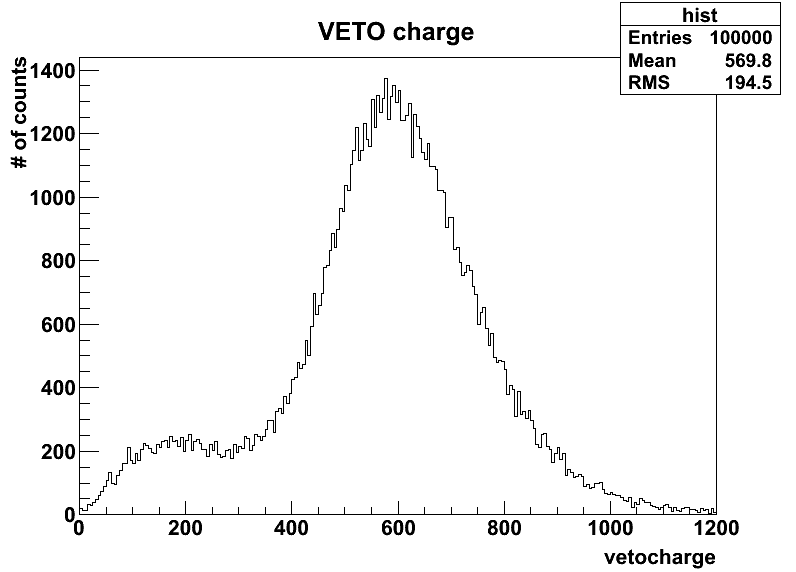 VETO charge
hist
Entries 100000
Mean 569.8
RMS 194.5
# of counts
1400
1200
1000
800
600
400
200
0
0 200 400 600 800 1000 1200
vetocharge